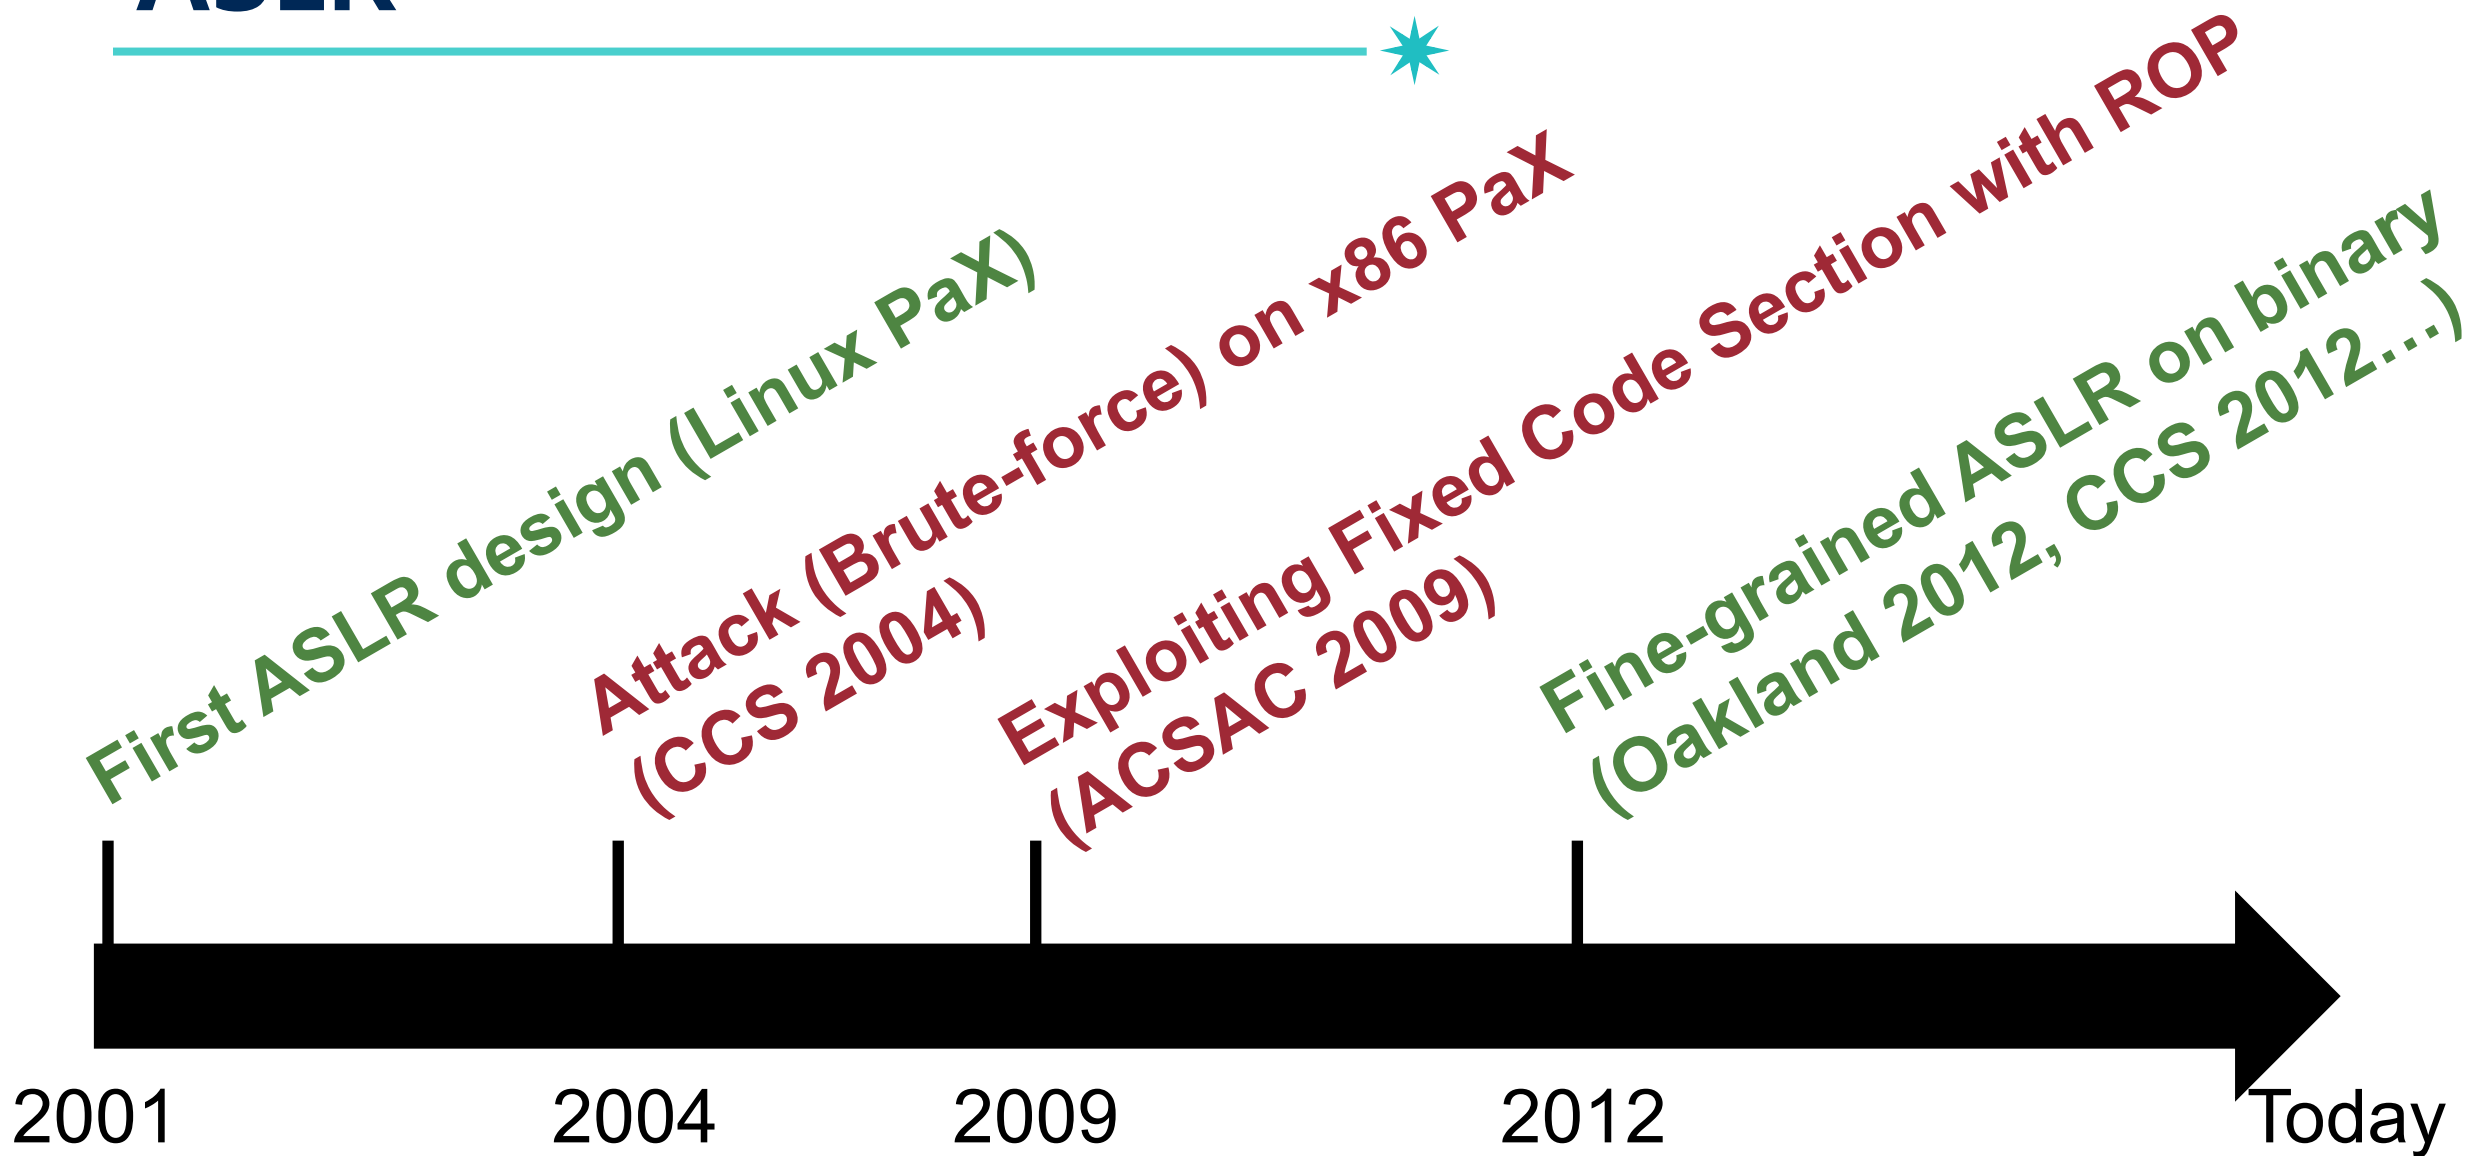 ASLR
First ASLR design (Linux PaX)
Attack (Brute-force) on x86 PaX
(CCS 2004)
Exploiting Fixed Code Section with ROP
(ACSAC 2009)
Fine-grained ASLR on binary
(Oakland 2012, CCS 2012....)
2001
2004
2009
2012
Today